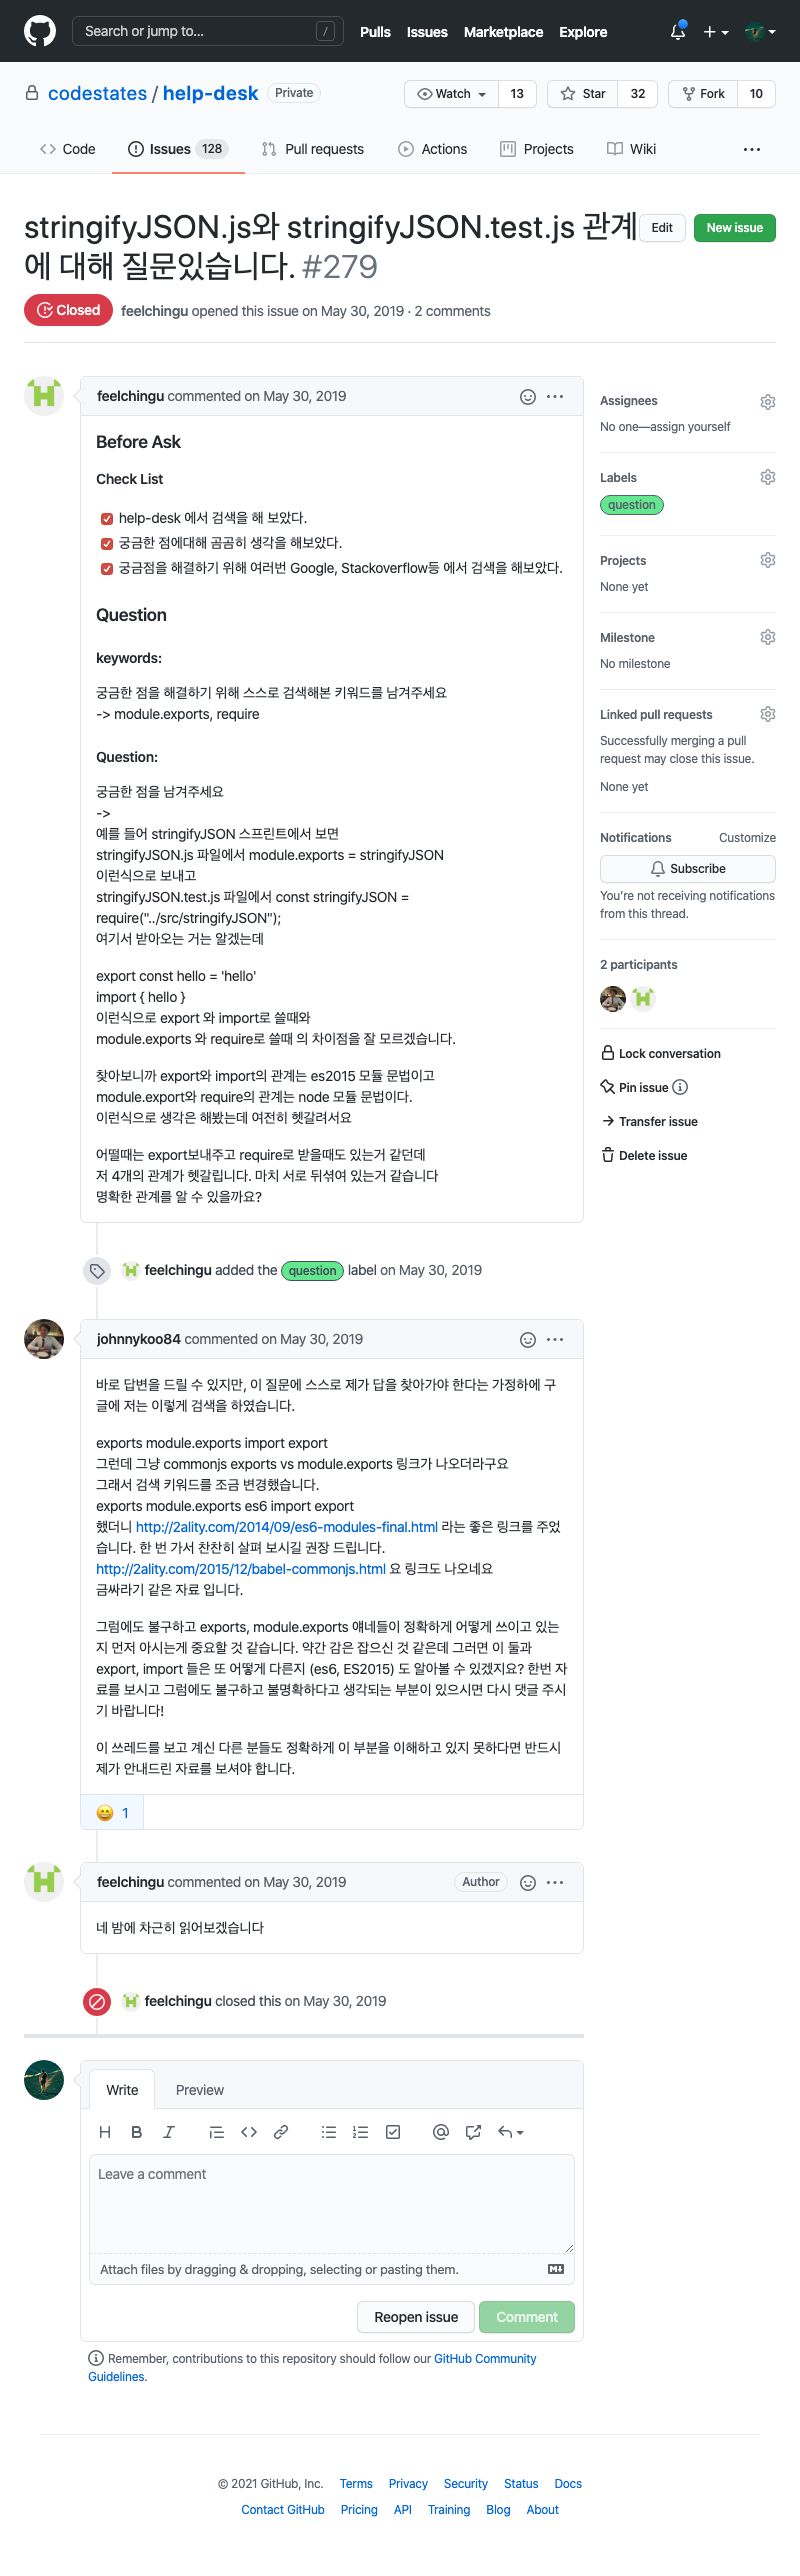 Search or jump to...
/
Pulls Issues Marketplace Explore
codestates / help-desk Private
Watch 13 Star 32 Fork 10
Code Issues 128 Pull requests Actions Projects Wiki
stringifyJSON.js와 stringifyJSON.test.js 관계
에 대해 질문있습니다. #279
Edit New issue
Closed feelchingu opened this issue on May 30, 2019 · 2 comments
feelchingu commented on May 30, 2019
Before Ask
Check List
help-desk 에서 검색을 해 보았다.
궁금한 점에대해 곰곰히 생각을 해보았다.
궁금점을 해결하기 위해 여러번 Google, Stackoverflow등 에서 검색을 해보았다.
Question
keywords:
궁금한 점을 해결하기 위해 스스로 검색해본 키워드를 남겨주세요
-> module.exports, require
Question:
궁금한 점을 남겨주세요
->
예를 들어 stringifyJSON 스프린트에서 보면
stringifyJSON.js 파일에서 module.exports = stringifyJSON
이런식으로 보내고
stringifyJSON.test.js 파일에서 const stringifyJSON =
require("../src/stringifyJSON");
여기서 받아오는 거는 알겠는데
export const hello = 'hello'
import { hello }
이런식으로 export 와 import로 쓸때와
module.exports 와 require로 쓸때 의 차이점을 잘 모르겠습니다.
찾아보니까 export와 import의 관계는 es2015 모듈 문법이고
module.export와 require의 관계는 node 모듈 문법이다.
이런식으로 생각은 해봤는데 여전히 헷갈려서요
어떨때는 export보내주고 require로 받을때도 있는거 같던데
저 4개의 관계가 헷갈립니다. 마치 서로 뒤섞여 있는거 같습니다
명확한 관계를 알 수 있을까요?
Assignees
No one—assign yourself
Labels
question
Projects
None yet
Milestone
No milestone
Linked pull requests
Successfully merging a pull
request may close this issue.
None yet
Notifications Customize
Subscribe
You're not receiving notifications
from this thread.
2 participants
Lock conversation
Pin issue
Transfer issue
Delete issue
feelchingu added the question label on May 30, 2019
johnnykoo84 commented on May 30, 2019
바로 답변을 드릴 수 있지만, 이 질문에 스스로 제가 답을 찾아가야 한다는 가정하에 구
글에 저는 이렇게 검색을 하였습니다.
exports module.exports import export
그런데 그냥 commonjs exports vs module.exports 링크가 나오더라구요
그래서 검색 키워드를 조금 변경했습니다.
exports module.exports es6 import export
했더니 http://2ality.com/2014/09/es6-modules-final.html 라는 좋은 링크를 주었
습니다. 한 번 가서 찬찬히 살펴 보시길 권장 드립니다.
http://2ality.com/2015/12/babel-commonjs.html 요 링크도 나오네요
금싸라기 같은 자료 입니다.
그럼에도 불구하고 exports, module.exports 얘네들이 정확하게 어떻게 쓰이고 있는
지 먼저 아시는게 중요할 것 같습니다. 약간 감은 잡으신 것 같은데 그러면 이 둘과
export, import 들은 또 어떻게 다른지 (es6, ES2015) 도 알아볼 수 있겠지요? 한번 자
료를 보시고 그럼에도 불구하고 불명확하다고 생각되는 부분이 있으시면 다시 댓글 주시
기 바랍니다!
이 쓰레드를 보고 계신 다른 분들도 정확하게 이 부분을 이해하고 있지 못하다면 반드시
제가 안내드린 자료를 보셔야 합니다.
1
feelchingu commented on May 30, 2019 Author
네 밤에 차근히 읽어보겠습니다
feelchingu closed this on May 30, 2019
Write Preview
Leave a comment
Attach files by dragging & dropping, selecting or pasting them.
Reopen issue Comment
Remember, contributions to this repository should follow our GitHub Community
Guidelines.
© 2021 GitHub, Inc. Terms Privacy Security Status Docs
Contact GitHub Pricing API Training Blog About